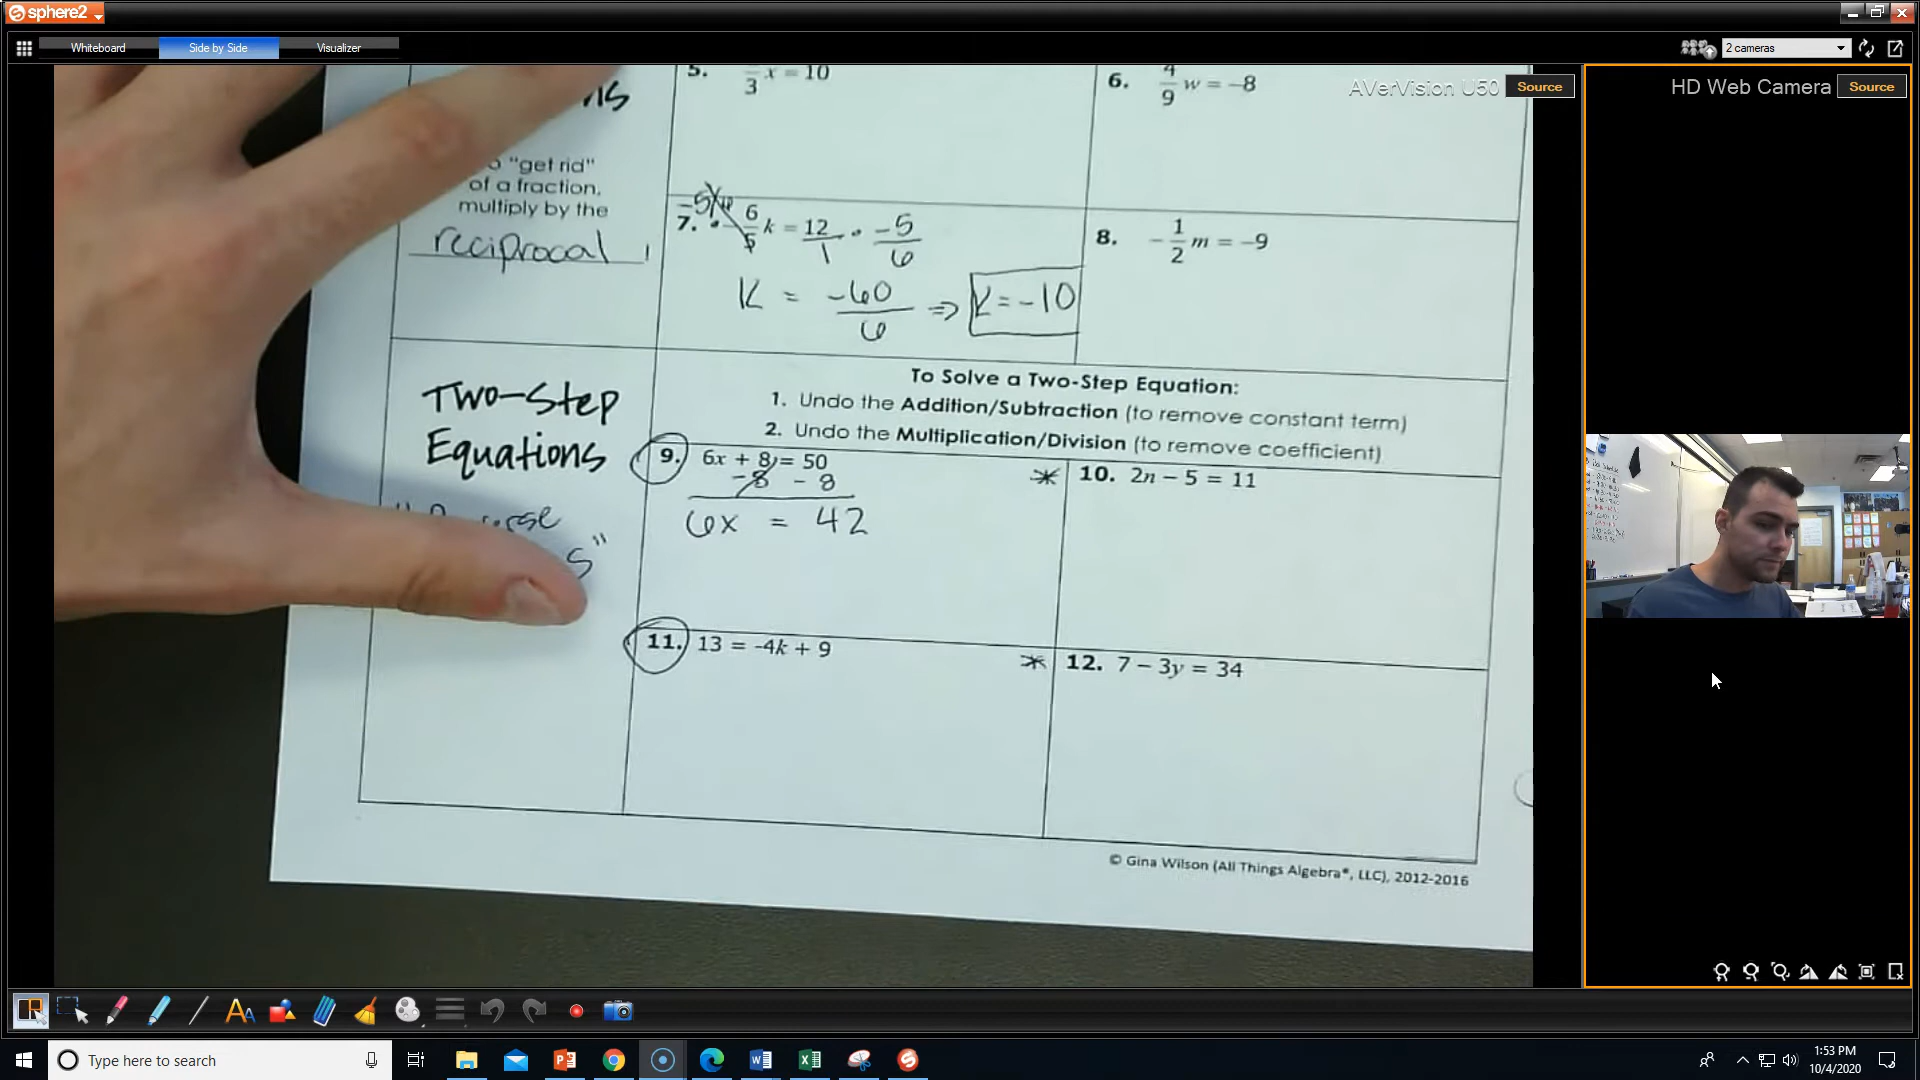 sphere2
Whiteboard
Side by Side
Visualizer
2 cameras
AVerVision U50
Source
HD Web Camera
Source
5.
3 x = 10
6. 4/9 w = -8
"get rid"
of a fraction,
multiply by the
reciprocal
7. 6/5 k = 12/1 • -5/6
K = -60/6 ⇒ K = -10
8. -1/2 m = -9
Two-Step
Equations
To Solve a Two-Step Equation:
1. Undo the Addition/Subtraction (to remove constant term)
2. Undo the Multiplication/Division (to remove coefficient)
9. 6x + 8 = 50
-8 - 8
6x = 42
* 10. 2n - 5 = 11
11. 13 = -4k + 9
* 12. 7 - 3y = 34
© Gina Wilson (All Things Algebra®, LLC), 2012-2016
Type here to search
1:53 PM
10/4/2020